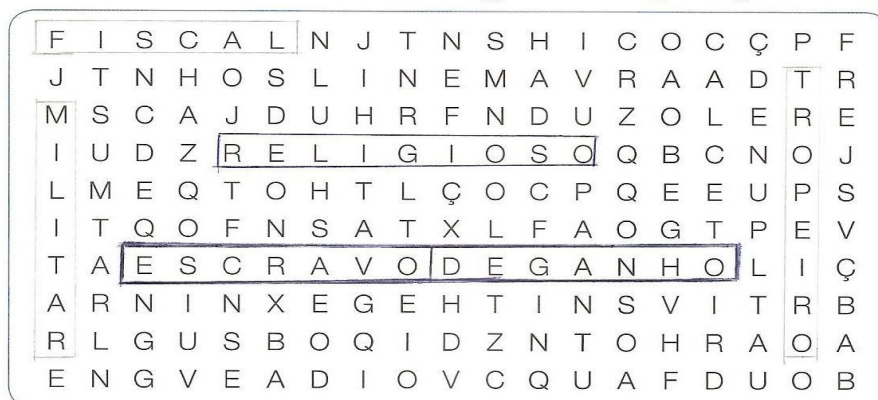 F I S C A L N J T N S H I C O C Ç P F
J T N H O S L I N E M A V R A A D T R
M S C A J D U H R F N D U Z O L E R E
I U D Z R E L I G I O S O Q B C N O J
L M E Q T O H T L Ç O C P Q E E U P S
I T Q O F N S A T X L F A O G T P E V
T A E S C R A V O D E G A N H O L I Ç
A R N I N X E G E H T I N S V I T R B
R L G U S B O Q I D Z N T O H R A O A
E N G V E A D I O V C Q U A F D U O B